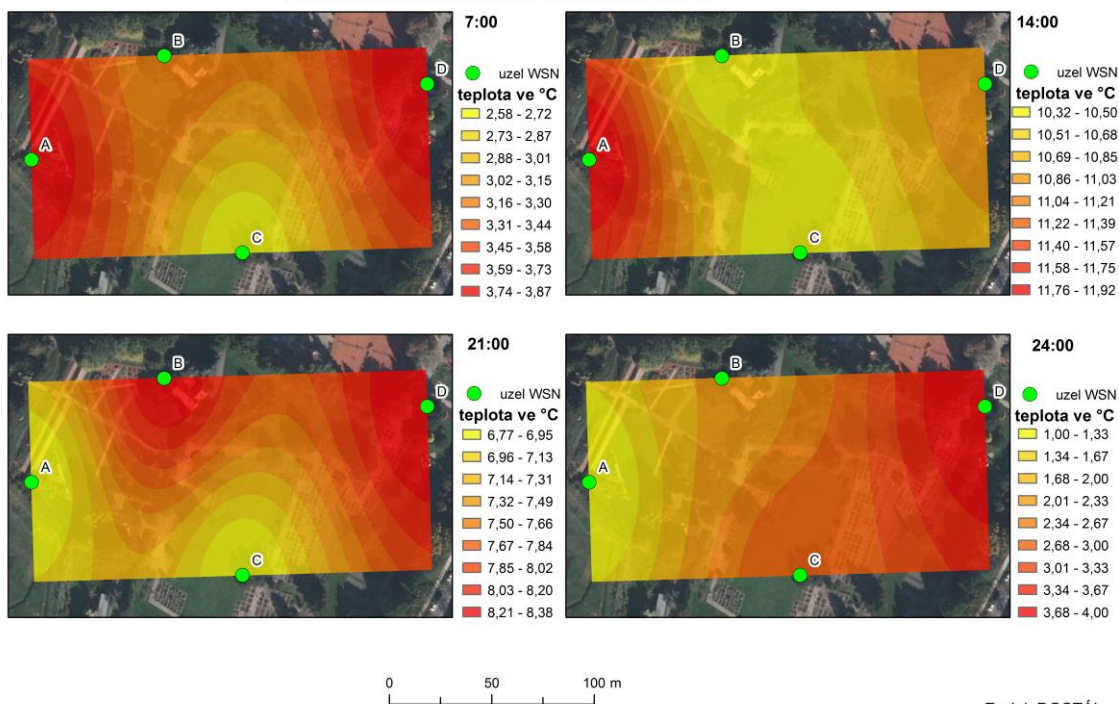 7:00
B
D
A
C
uzel WSN
teplota ve °C
2,58 - 2,72
2,73 - 2,87
2,88 - 3,01
3,02 - 3,15
3,16 - 3,30
3,31 - 3,44
3,45 - 3,58
3,59 - 3,73
3,74 - 3,87
14:00
B
D
A
C
uzel WSN
teplota ve °C
10,32 - 10,50
10,51 - 10,68
10,69 - 10,85
10,86 - 11,03
11,04 - 11,21
11,22 - 11,39
11,40 - 11,57
11,58 - 11,75
11,76 - 11,92
21:00
B
D
A
C
uzel WSN
teplota ve °C
6,77 - 6,95
6,96 - 7,13
7,14 - 7,31
7,32 - 7,49
7,50 - 7,66
7,67 - 7,84
7,85 - 8,02
8,03 - 8,20
8,21 - 8,38
24:00
B
D
A
C
uzel WSN
teplota ve °C
1,00 - 1,33
1,34 - 1,67
1,68 - 2,00
2,01 - 2,33
2,34 - 2,67
2,68 - 3,00
3,01 - 3,33
3,34 - 3,67
3,68 - 4,00
0 50 100 m